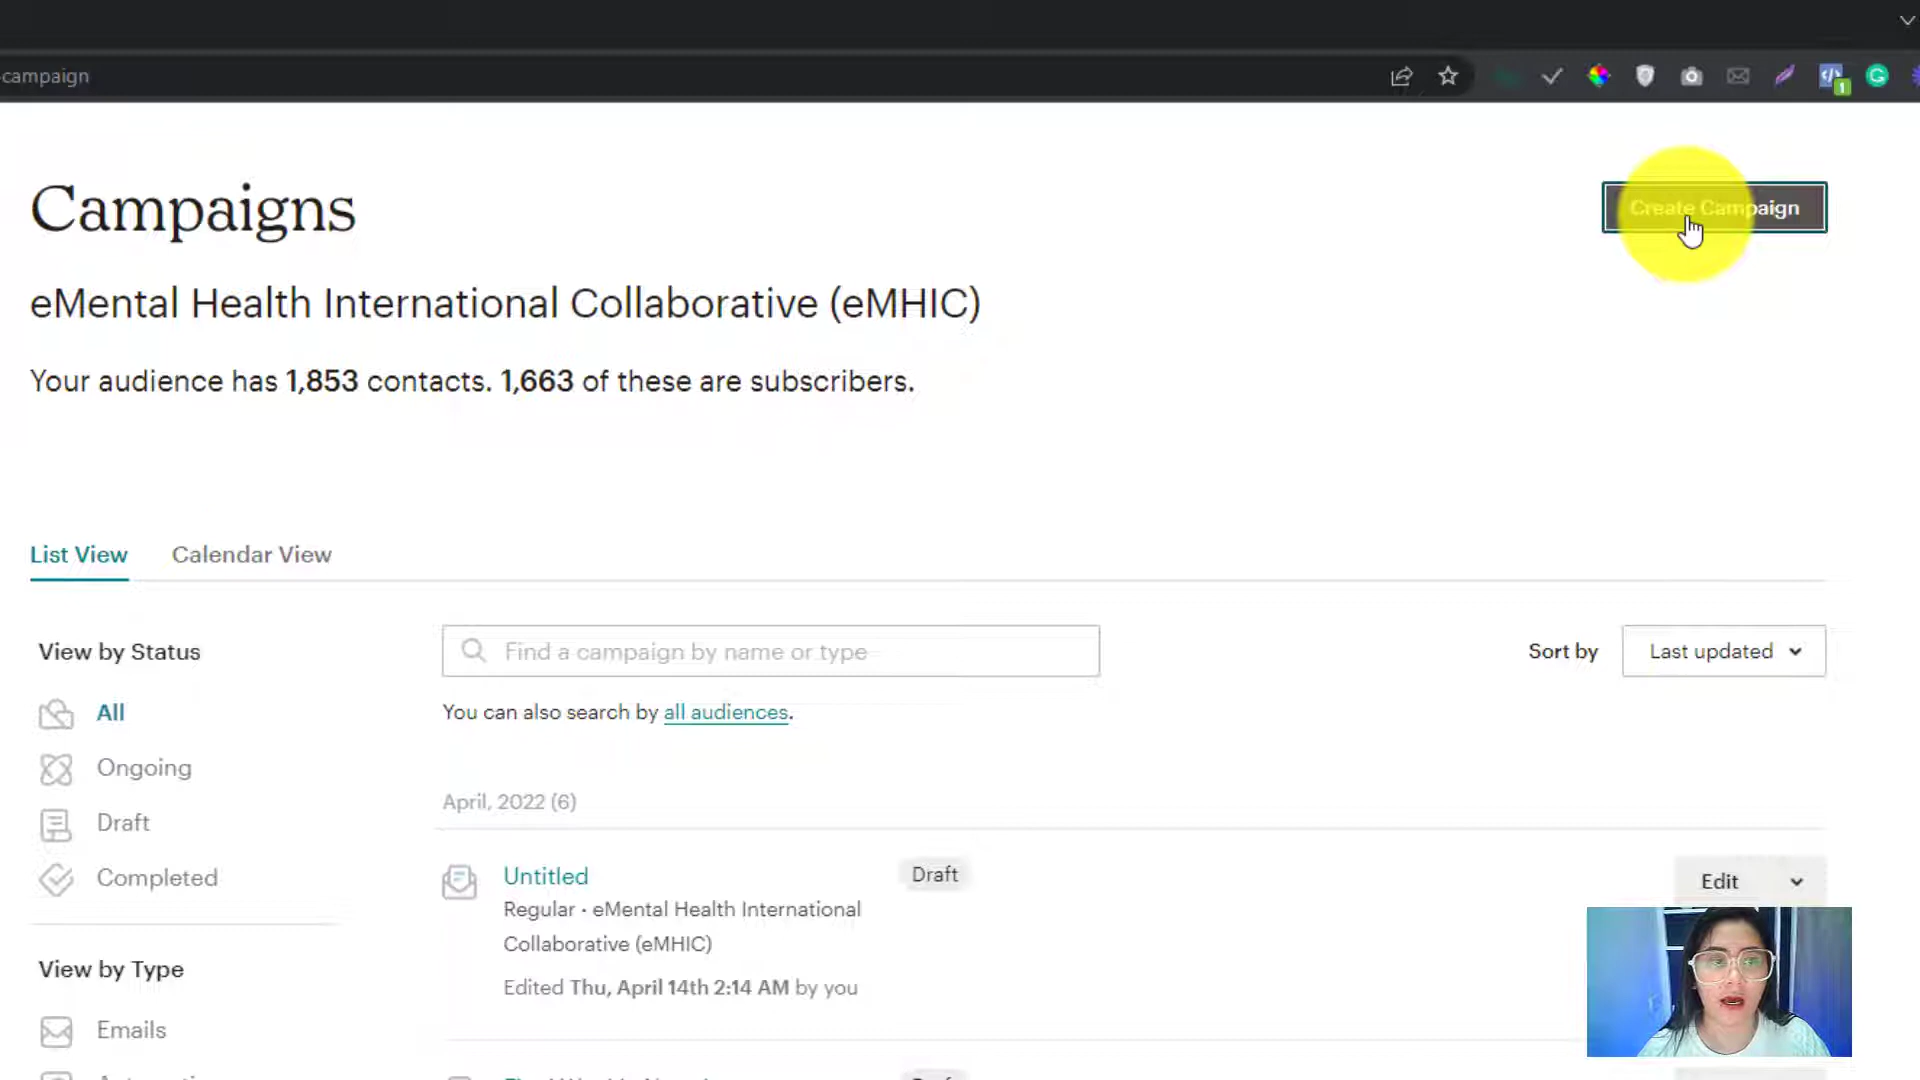 campaign
1
Campaigns
Create Campaign
eMental Health International Collaborative (eMHIC)
Your audience has 1,853 contacts. 1,663 of these are subscribers.
List View Calendar View
View by Status
Find a campaign by name or type
Sort by
Last updated
All
You can also search by all audiences.
Ongoing
April, 2022 (6)
Draft
Completed
Untitled
Draft
Edit
Regular · eMental Health International
Collaborative (eMHIC)
View by Type
Edited Thu, April 14th 2:14 AM by you
Emails